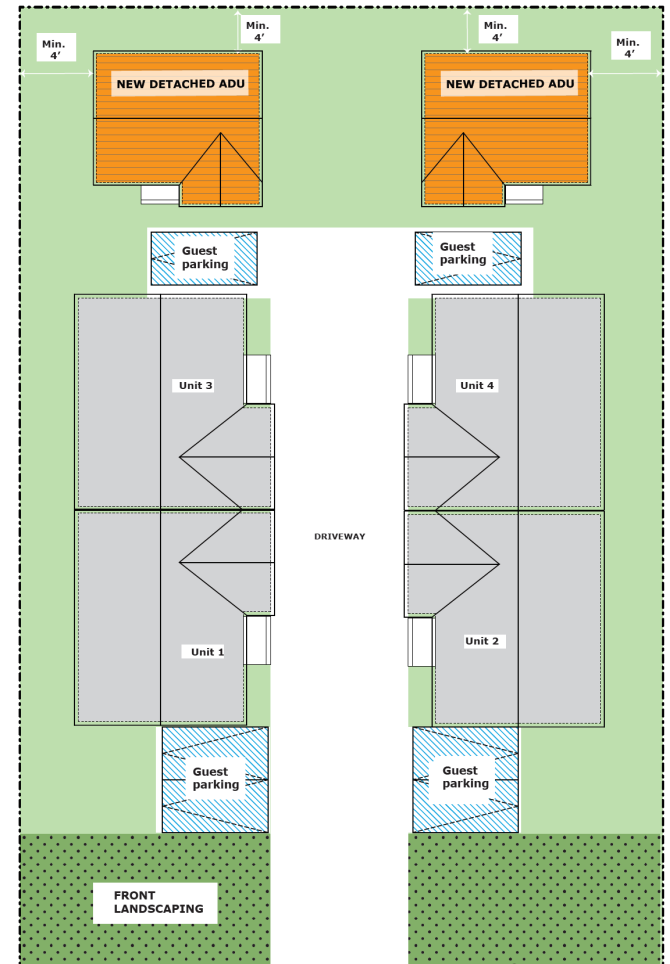 Min.
4’
Min.
4’
Min.
4’
Min.
4’
NEW DETACHED ADU
NEW DETACHED ADU
Guest
parking
Guest
parking
Unit 3
Unit 4
DRIVEWAY
Unit 1
Unit 2
Guest
parking
Guest
parking
FRONT
LANDSCAPING